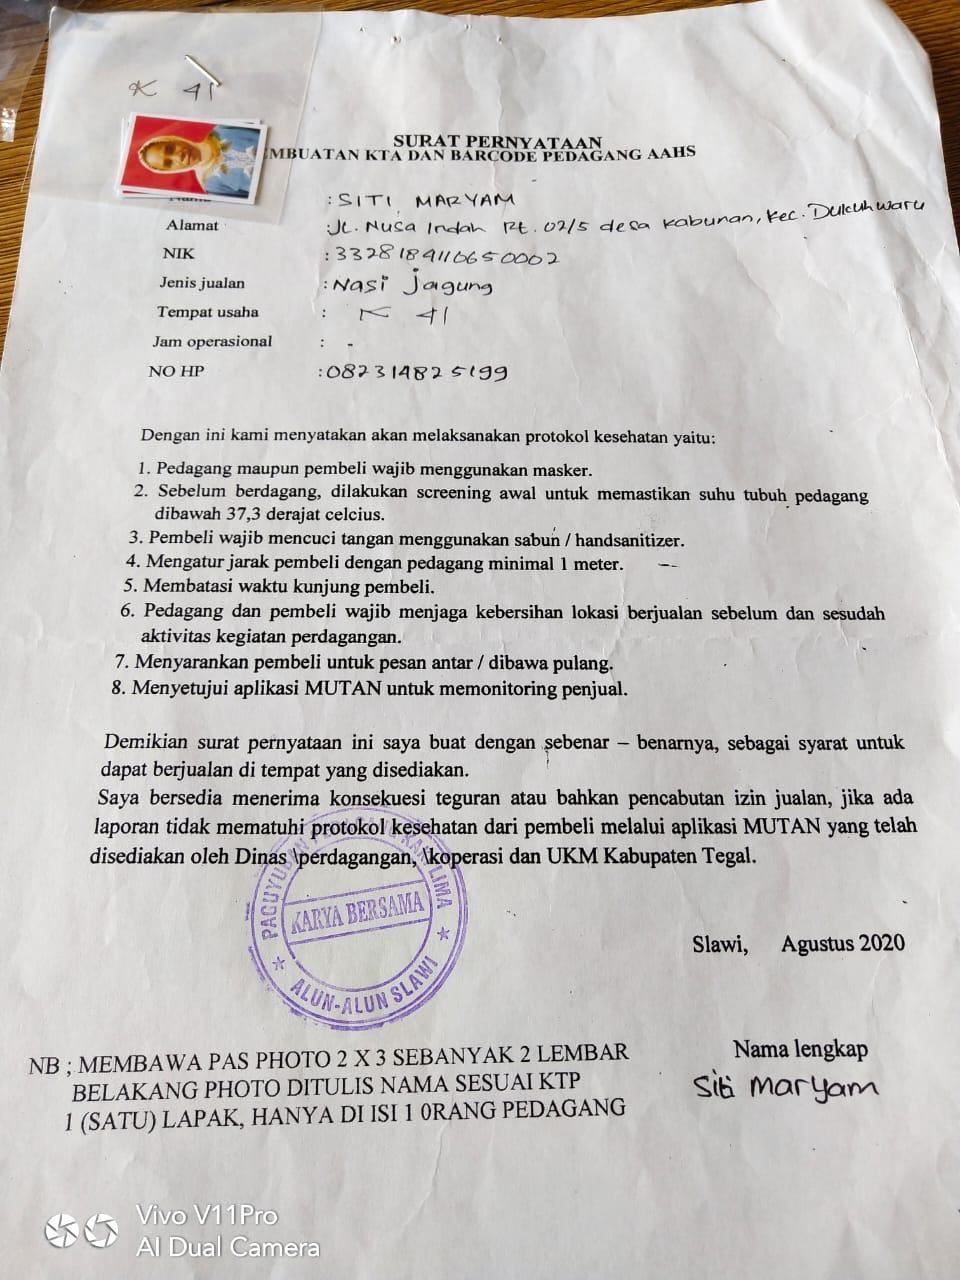 K 41
SURAT PERNYATAAN
MBUATAN KTA DAN BARCODE PEDAGANG AAHS
: SITI MARYAM
Alamat : JL. Nusa Indah Rt. 02/5 desa Kabunan, Kec. Dukuhwaru
NIK : 3328184110650002
Jenis jualan : Nasi Jagung
Tempat usaha : K 41
Jam operasional : -
NO HP : 082314825199
Dengan ini kami menyatakan akan melaksanakan protokol kesehatan yaitu:
1. Pedagang maupun pembeli wajib menggunakan masker.
2. Sebelum berdagang, dilakukan screening awal untuk memastikan suhu tubuh pedagang
dibawah 37,3 derajat celcius.
3. Pembeli wajib mencuci tangan menggunakan sabun / handsanitizer.
4. Mengatur jarak pembeli dengan pedagang minimal 1 meter.
5. Membatasi waktu kunjung pembeli.
6. Pedagang dan pembeli wajib menjaga kebersihan lokasi berjualan sebelum dan sesudah
aktivitas kegiatan perdagangan.
7. Menyarankan pembeli untuk pesan antar / dibawa pulang.
8. Menyetujui aplikasi MUTAN untuk memonitoring penjual.
Demikian surat pernyataan ini saya buat dengan sebenar – benarnya, sebagai syarat untuk
dapat berjualan di tempat yang disediakan.
Saya bersedia menerima konsekuesi teguran atau bahkan pencabutan izin jualan, jika ada
laporan tidak mematuhi protokol kesehatan dari pembeli melalui aplikasi MUTAN yang telah
disediakan oleh Dinas \perdagangan, \koperasi dan UKM Kabupaten Tegal.
PAGUYUBAN PEDAGANG KAKI LIMA
KARYA BERSAMA
ALUN-ALUN SLAWI
Slawi, Agustus 2020
Nama lengkap
Siti Maryam
NB ; MEMBAWA PAS PHOTO 2 X 3 SEBANYAK 2 LEMBAR
BELAKANG PHOTO DITULIS NAMA SESUAI KTP
1 (SATU) LAPAK, HANYA DI ISI 1 0RANG PEDAGANG
Vivo V11Pro
AI Dual Camera